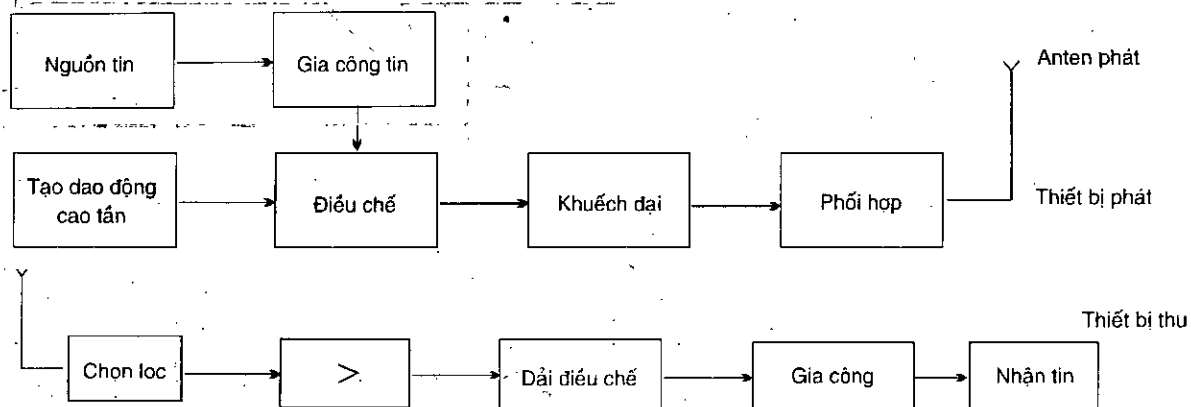 Nguồn tin
Gia công tin
Anten phát
Tạo dao động
cao tần
Điều chế
Khuếch đại
Phối hợp
Thiết bị phát
Thiết bị thu
Chọn loc
>
Dải điều chế
Gia công
Nhận tin